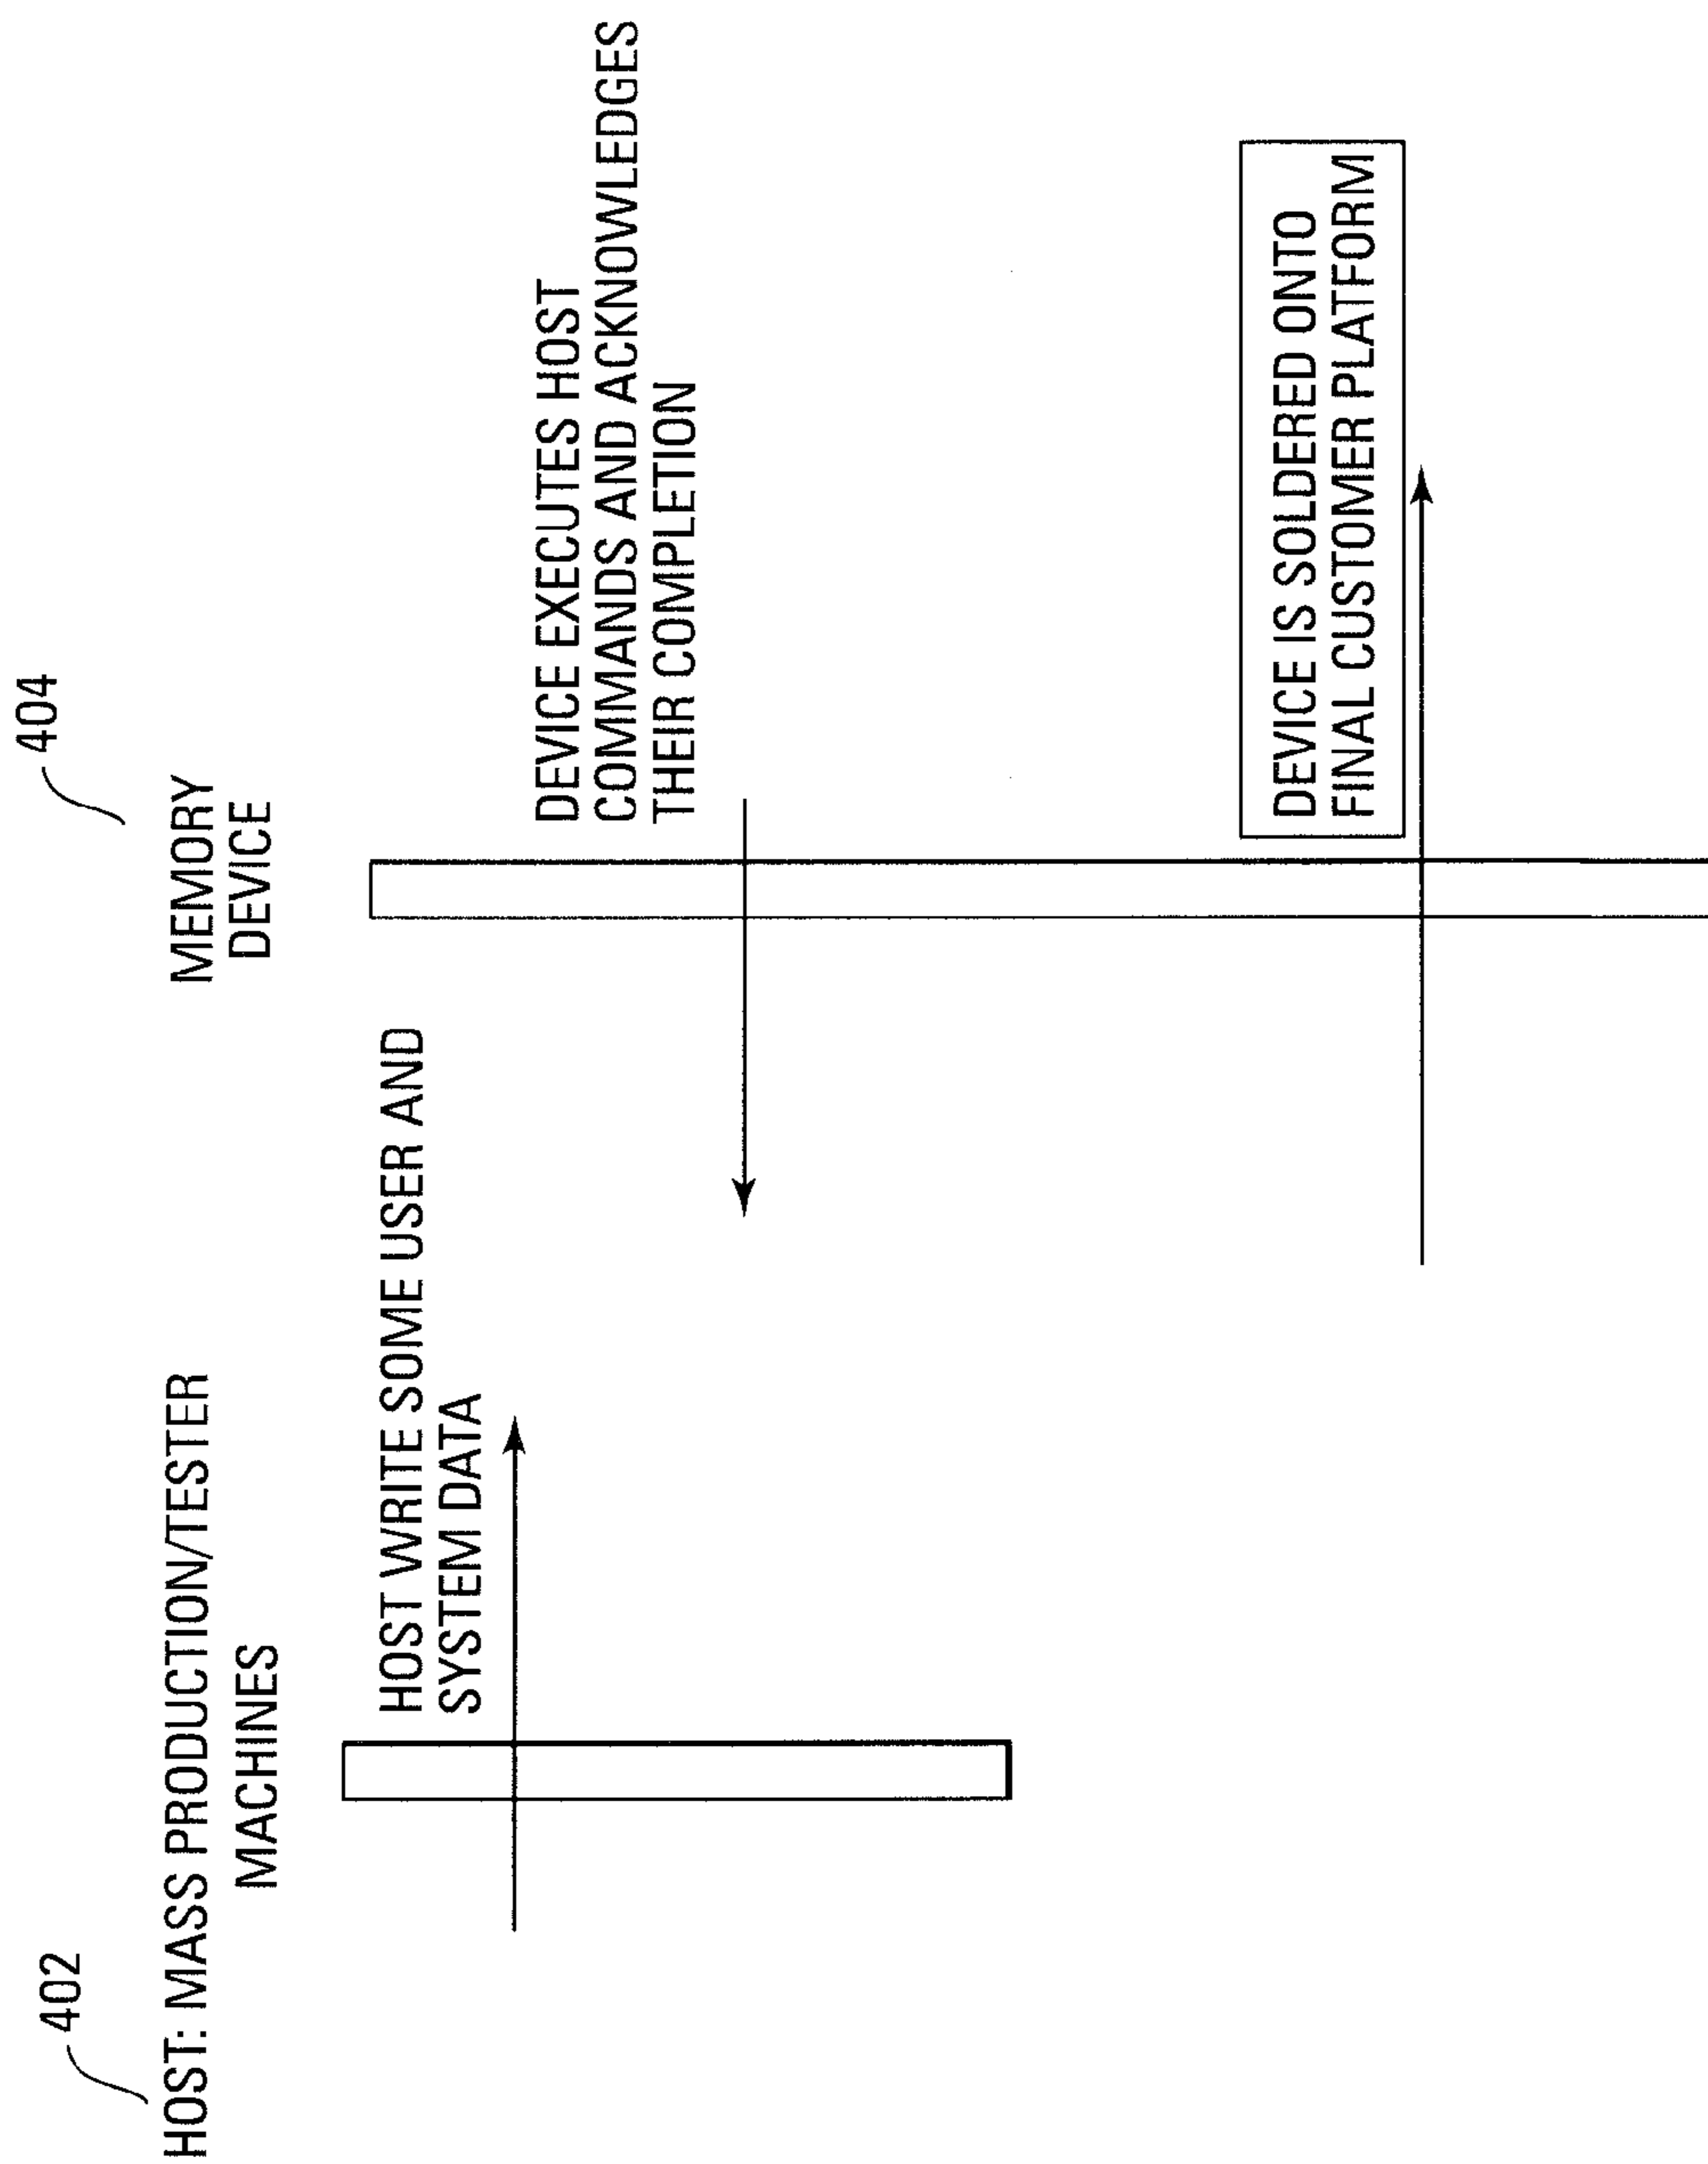 402
HOST: MASS PRODUCTION/TESTER
MACHINES
404
MEMORY
DEVICE
HOST WRITE SOME USER AND
SYSTEM DATA
DEVICE EXECUTES HOST
COMMANDS AND ACKNOWLEDGES
THEIR COMPLETION
DEVICE IS SOLDERED ONTO
FINAL CUSTOMER PLATFORM